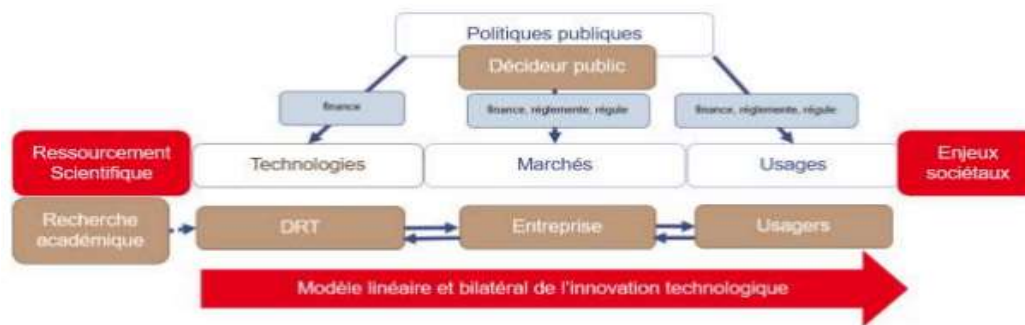 Politiques publiques
Décideur public
finance
finance, réglemente, régule
finance, réglemente, régule
Ressourcement
Scientifique
Technologies
Marchés
Usages
Enjeux
sociétaux
Recherche
académique
DRT
Entreprise
Usagers
Modèle linéaire et bilatéral de l'innovation technologique